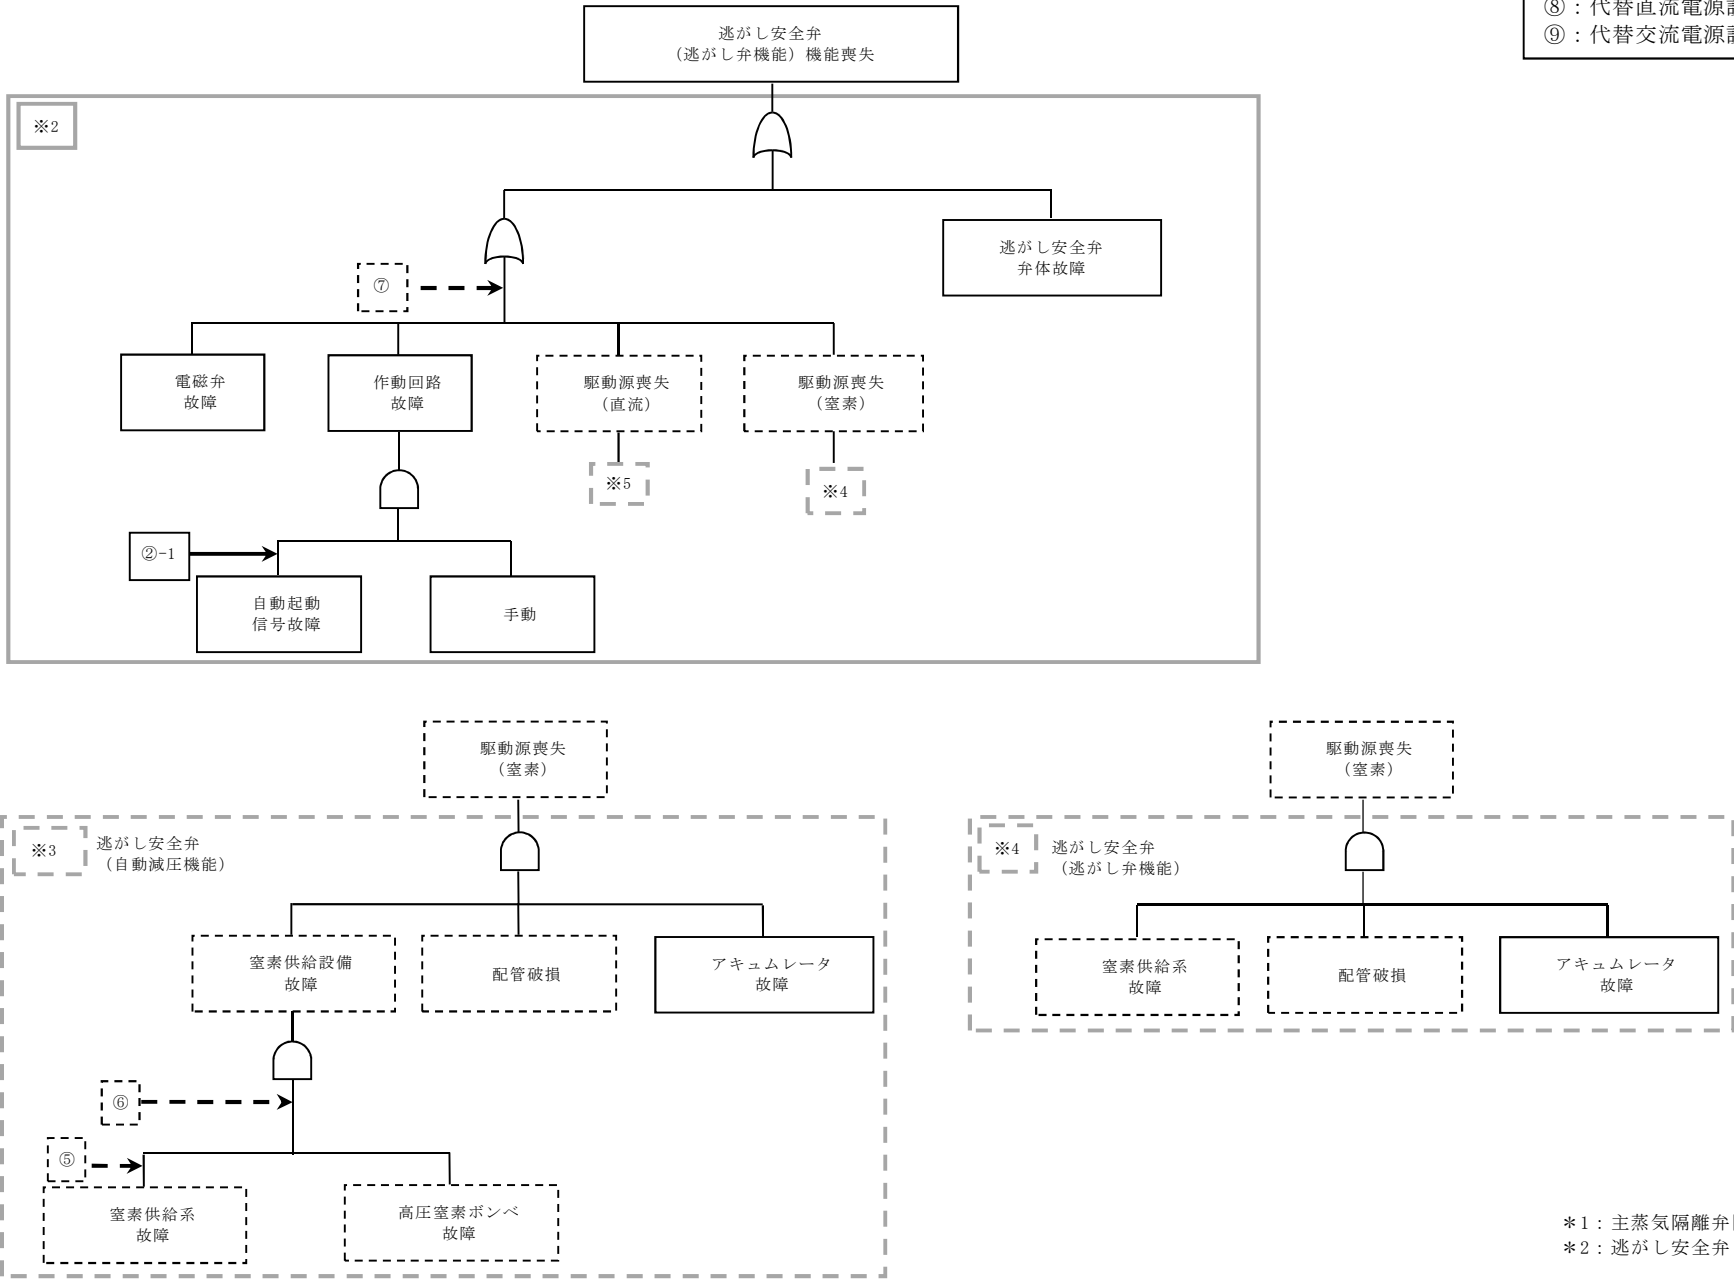 逃がし安全弁
（逃がし弁機能）機能喪失
⑧：代替直流電源
⑨：代替交流電源
※2
逃がし安全弁
弁体故障
⑦
電磁弁
故障
作動回路
故障
駆動源喪失
（直流）
駆動源喪失
（窒素）
※5
※4
②-1
自動起動
信号故障
手動
駆動源喪失
（窒素）
※3
逃がし安全弁
（自動減圧機能）
窒素供給設備
故障
配管破損
アキュムレータ
故障
⑥
⑤
窒素供給系
故障
高圧窒素ボンベ
故障
駆動源喪失
（窒素）
※4
逃がし安全弁
（逃がし弁機能）
窒素供給系
故障
配管破損
アキュムレータ
故障
＊1：主蒸気隔離弁
＊2：逃がし安全弁